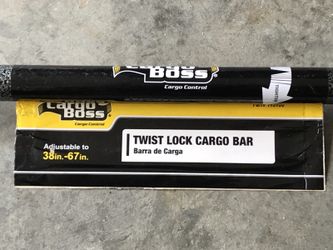 Cargo
Boss
Cargo Control
Cargo
Boss
Cargo Control
Adjustable to
38in.-67in.
TWIST LOCK CARGO BAR
Barra de Carga